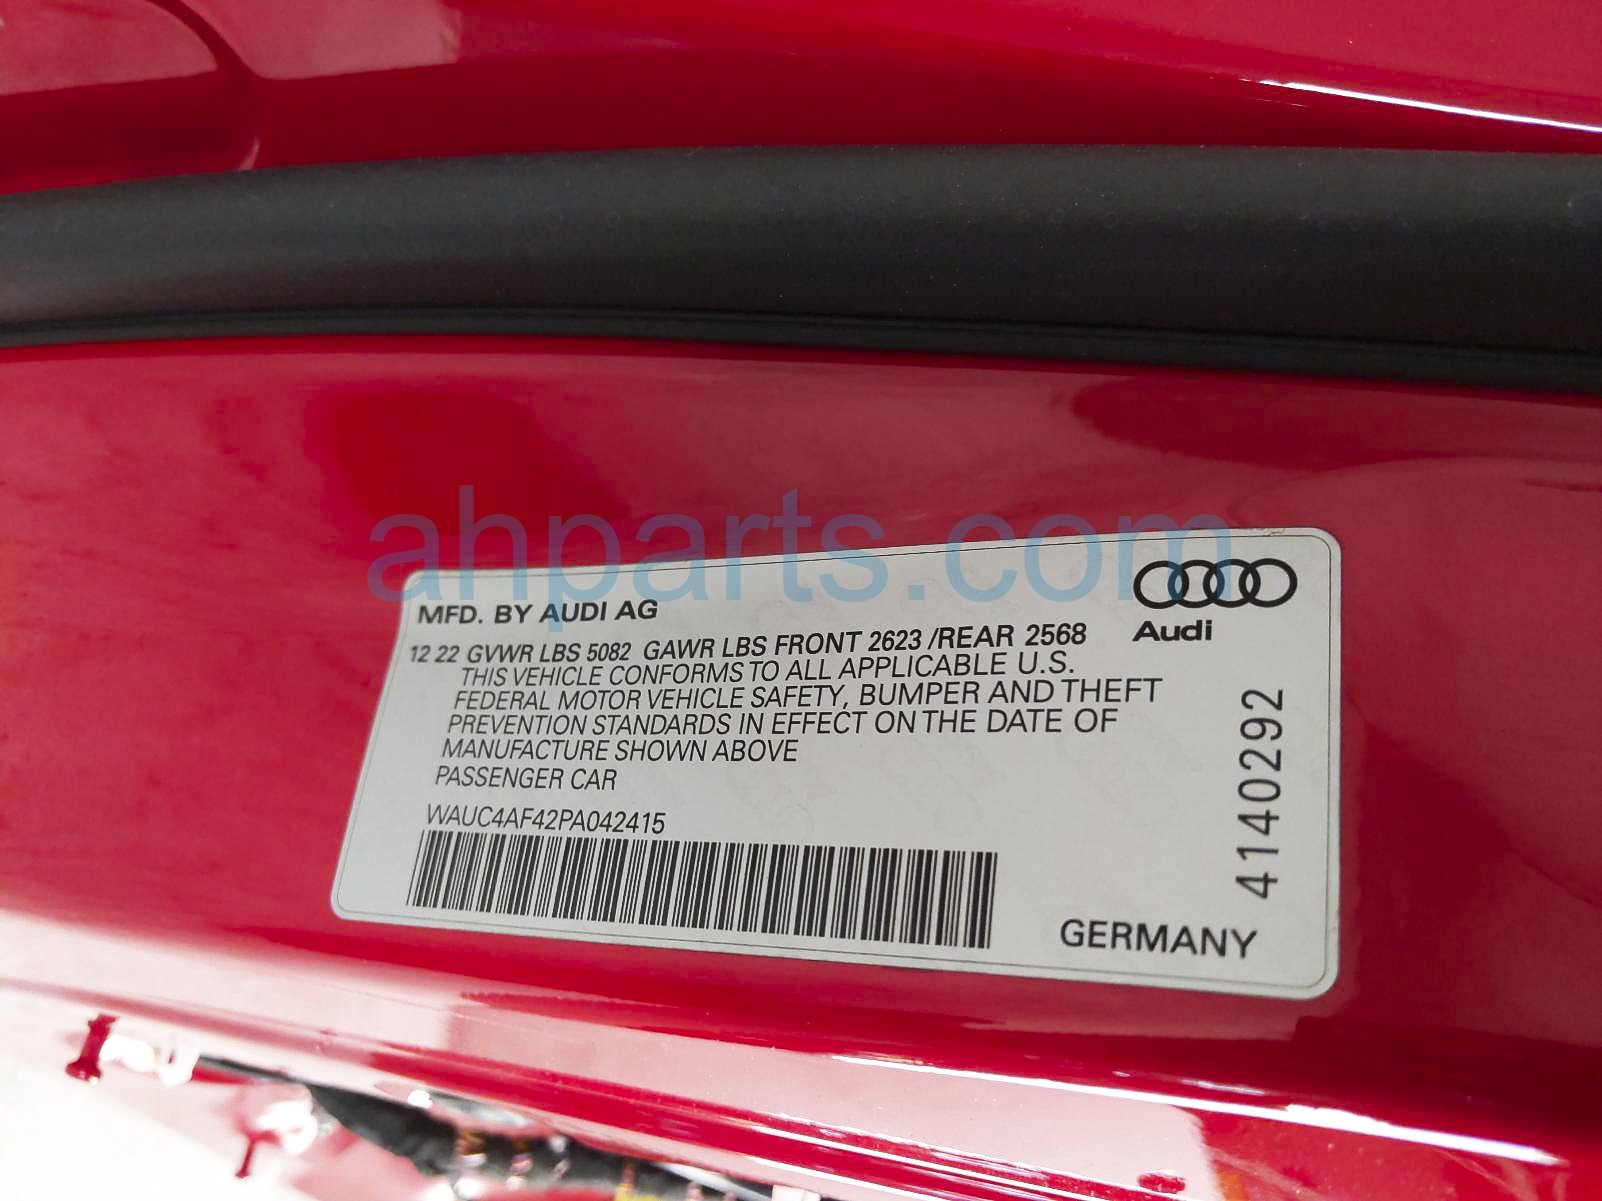 ahparts.com
MFD. BY AUDI AG
Audi
12 22 GVWR LBS 5082 GAWR LBS FRONT 2623 /REAR 2568
THIS VEHICLE CONFORMS TO ALL APPLICABLE U.S.
FEDERAL MOTOR VEHICLE SAFETY, BUMPER AND THEFT
PREVENTION STANDARDS IN EFFECT ON THE DATE OF
MANUFACTURE SHOWN ABOVE
PASSENGER CAR
WAUC4AF42PA042415
4140292
GERMANY